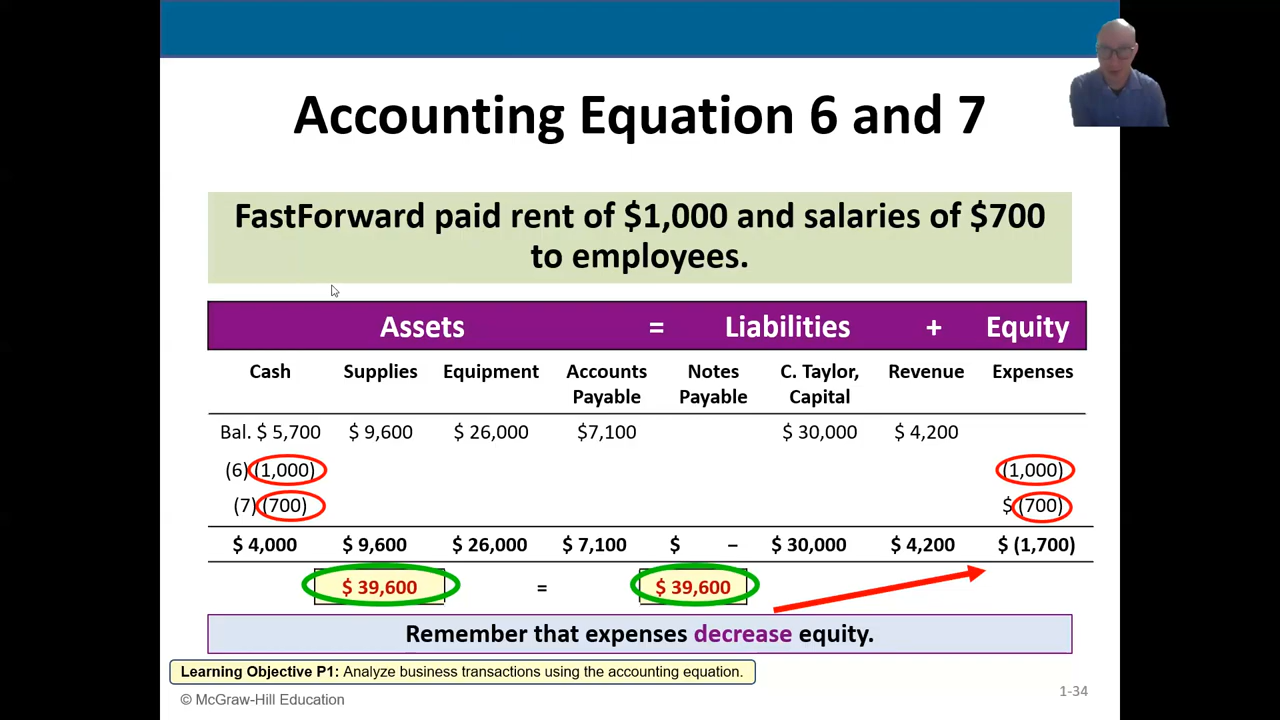 Accounting Equation 6 and 7
FastForward paid rent of $1,000 and salaries of $700
to employees.
Assets = Liabilities + Equity
Cash Supplies Equipment Accounts Payable Notes Payable C. Taylor, Capital Revenue Expenses
Bal. $ 5,700 $ 9,600 $ 26,000 $7,100 $ 30,000 $ 4,200
(6) (1,000) (1,000)
(7) (700) $ (700)
$ 4,000 $ 9,600 $ 26,000 $ 7,100 $ – $ 30,000 $ 4,200 $ (1,700)
$ 39,600 = $ 39,600
Remember that expenses decrease equity.
Learning Objective P1: Analyze business transactions using the accounting equation.
© McGraw-Hill Education
1-34